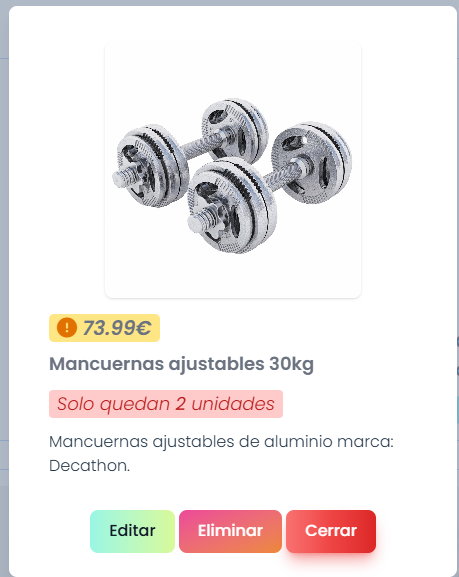 73.99€
Mancuernas ajustables 30kg
Solo quedan 2 unidades
Mancuernas ajustables de aluminio marca:
Decathon.
Editar Eliminar Cerrar